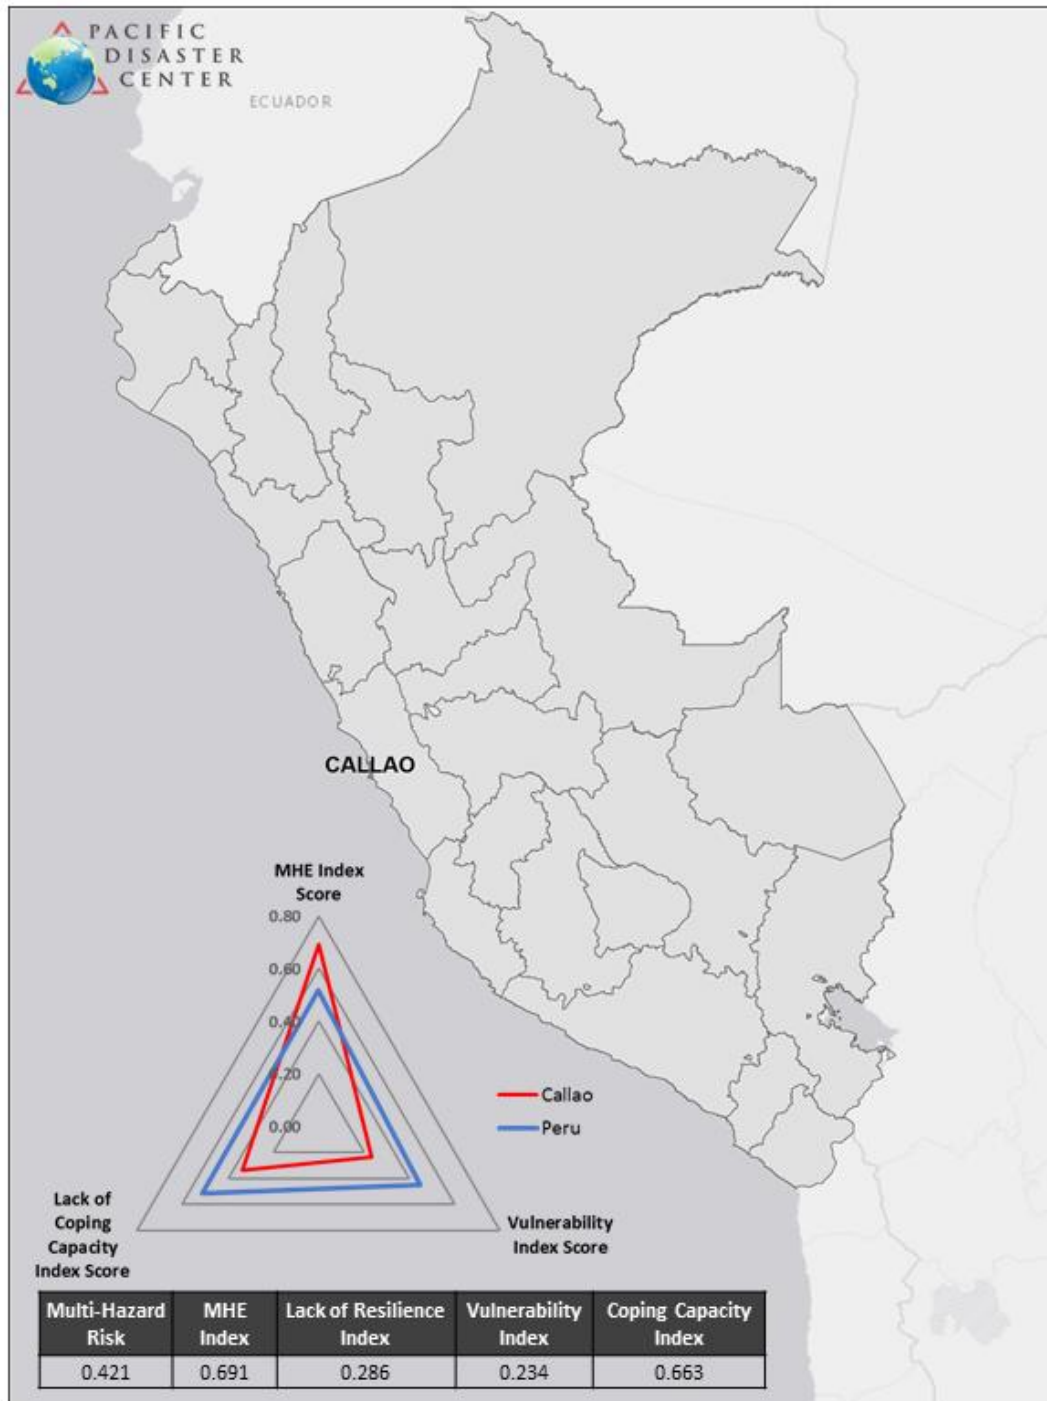 PACIFIC
DISASTER
CENTER
ECUADOR
CALLAO
MHE Index
Score
0.80
0.60
0.40
0.20
0.00
Callao
Peru
Lack of
Coping
Capacity
Index Score
Vulnerability
Index Score
Multi-Hazard Risk MHE Index Lack of Resilience Index Vulnerability Index Coping Capacity Index
0.421 0.691 0.286 0.234 0.663